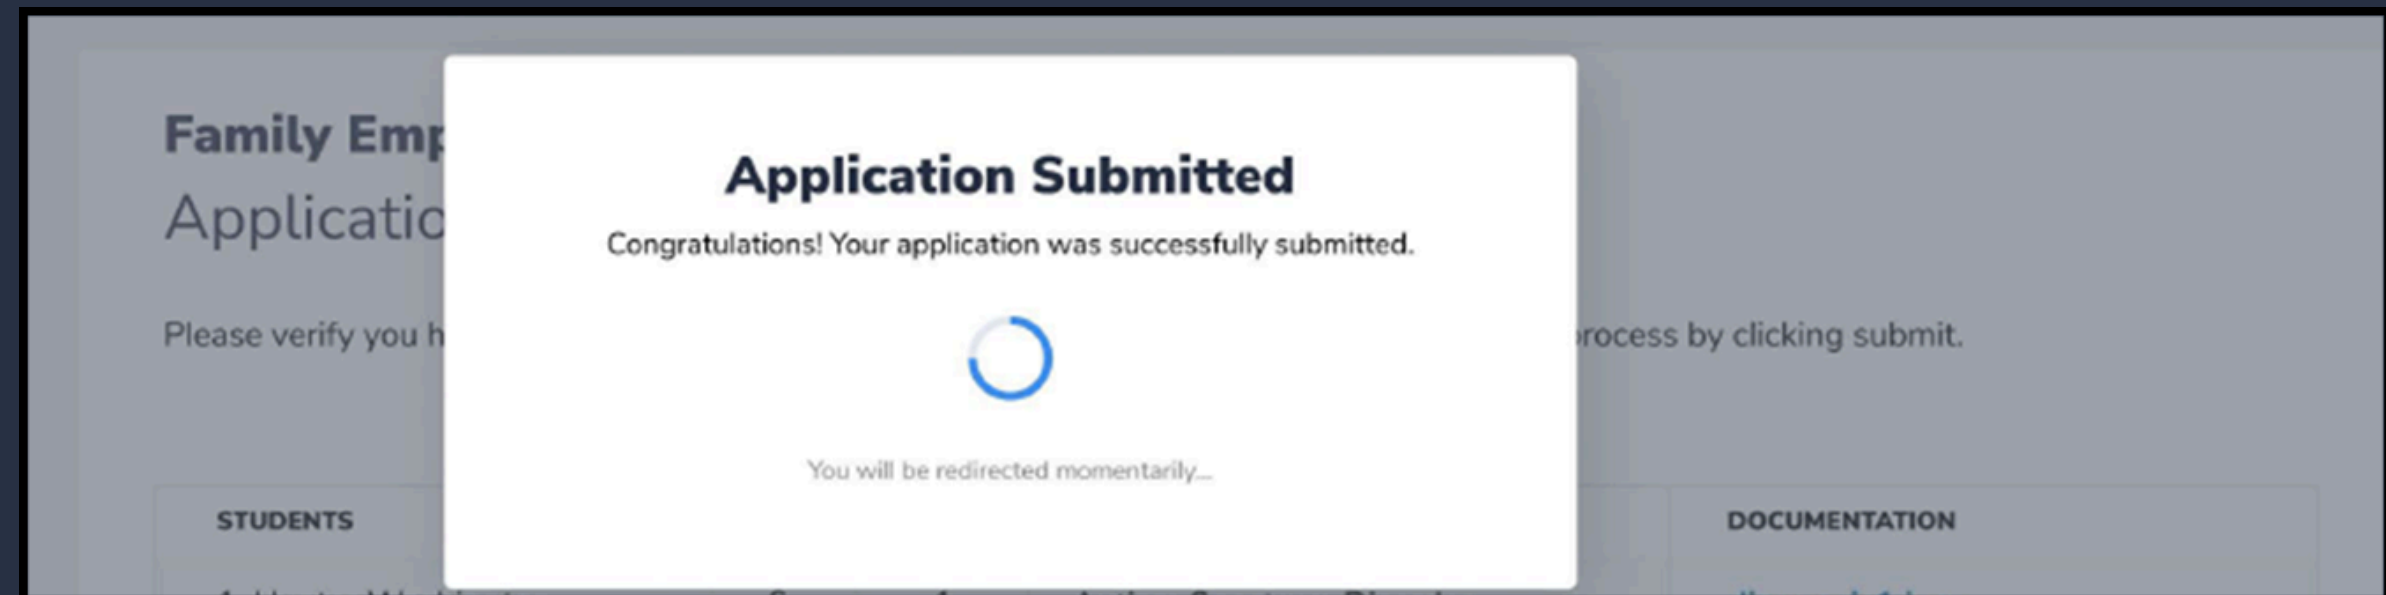 Family Emp
Applicatio
Application Submitted
Congratulations! Your application was successfully submitted.
Please verify you h
rocess by clicking submit.
You will be redirected momentarily...
STUDENTS
DOCUMENTATION